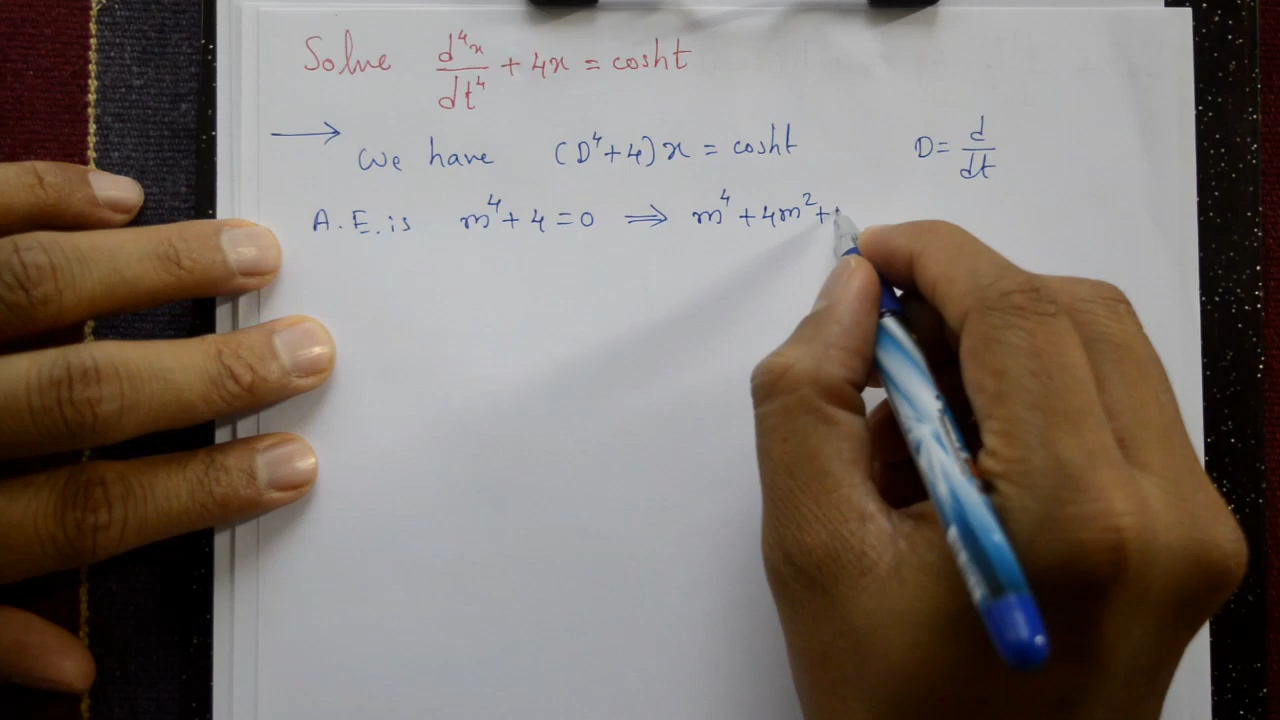 Solve d⁴x/dt⁴ + 4x = cosht
→ We have (D⁴+4)x = cosht D = d/dt
A.E. is m⁴ + 4 = 0 ⇒ m⁴ + 4m² +